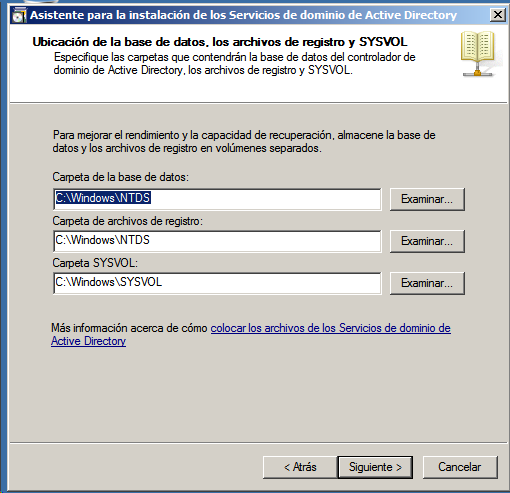 Asistente para la instalación de los Servicios de dominio de Active Directory
Ubicación de la base de datos, los archivos de registro y SYSVOL
Especifique las carpetas que contendrán la base de datos del controlador de
dominio de Active Directory, los archivos de registro y SYSVOL.
Para mejorar el rendimiento y la capacidad de recuperación, almacene la base de
datos y los archivos de registro en volúmenes separados.
Carpeta de la base de datos:
C:\Windows\NTDS
Examinar...
Carpeta de archivos de registro:
C:\Windows\NTDS
Examinar...
Carpeta SYSVOL:
C:\Windows\SYSVOL
Examinar...
Más información acerca de cómo colocar los archivos de los Servicios de dominio de
Active Directory
< Atrás
Siguiente >
Cancelar